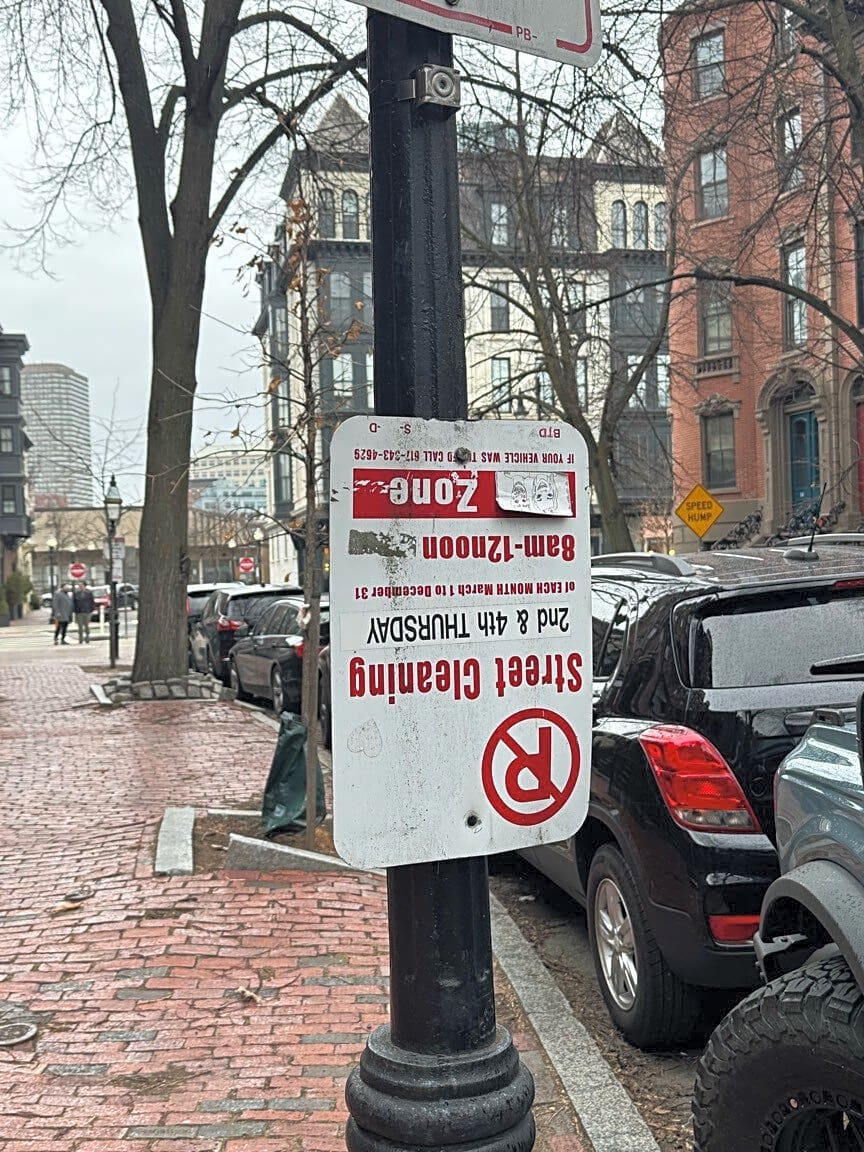 PB-
Street Cleaning
2nd & 4th THURSDAY
of EACH MONTH March 1 to December 31
8am-12noon
Zone
IF YOUR VEHICLE WAS CALL 617-343-4629
BTD S- D-
SPEED
HUMP